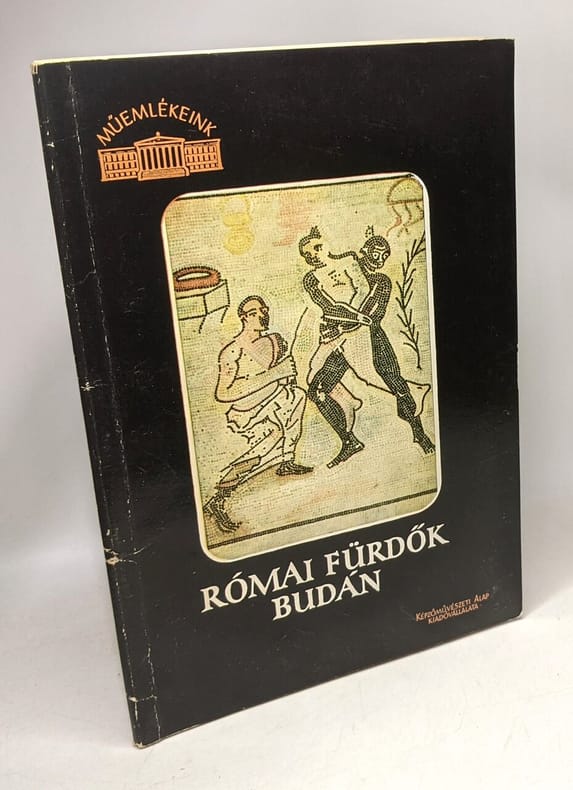 MŰEMLÉKEINK
RÓMAI FÜRDŐK
BUDÁN
KÉPZŐMŰVÉSZETI ALAP
KIADÓVÁLLALATA